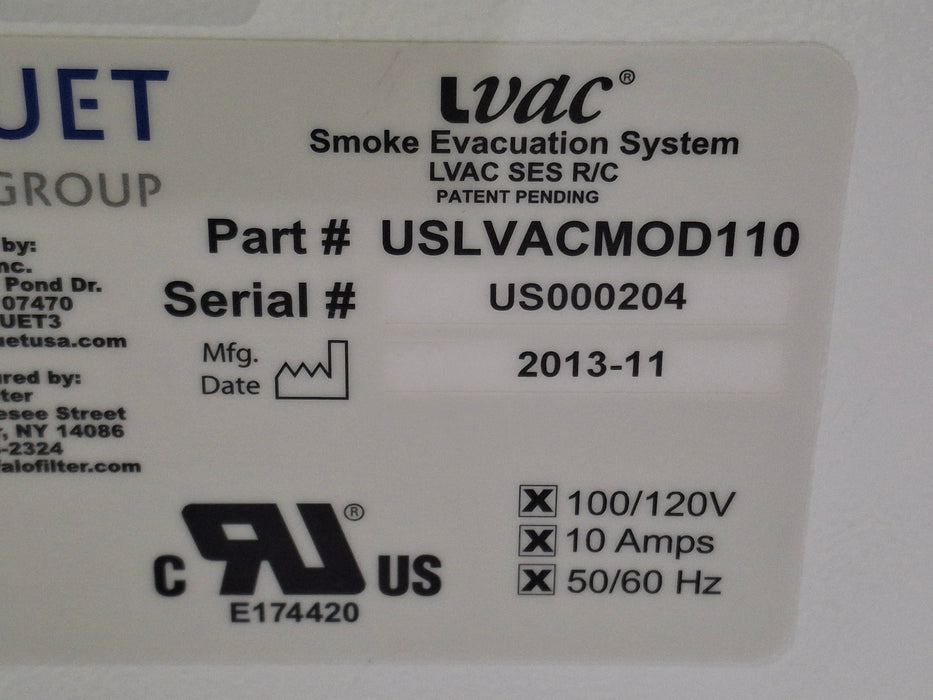 UET
GROUP
by:
nc.
Pond Dr.
07470
UET3
uetusa.com
red by:
ter
esee Street
, NY 14086
-2324
alofilter.com
Lvac®
Smoke Evacuation System
LVAC SES R/C
PATENT PENDING
Part # USLVACMOD110
Serial # US000204
Mfg.
Date
2013-11
C RU® US
E174420
X 100/120V
X 10 Amps
X 50/60 Hz